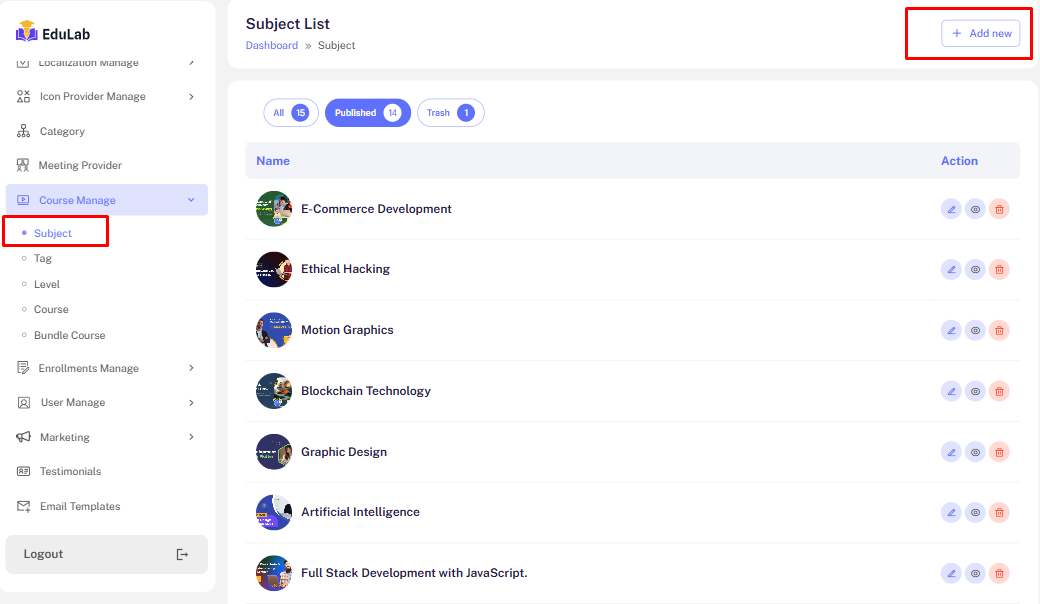 EduLab
Localization Manage
Icon Provider Manage
Category
Meeting Provider
Course Manage
Subject
Tag
Level
Course
Bundle Course
Enrollments Manage
User Manage
Marketing
Testimonials
Email Templates
Logout
Subject List
Dashboard » Subject
+ Add new
All 15 Published 14 Trash 1
Name Action
E-Commerce Development
Ethical Hacking
Motion Graphics
Blockchain Technology
Graphic Design
Artificial Intelligence
Full Stack Development with JavaScript.